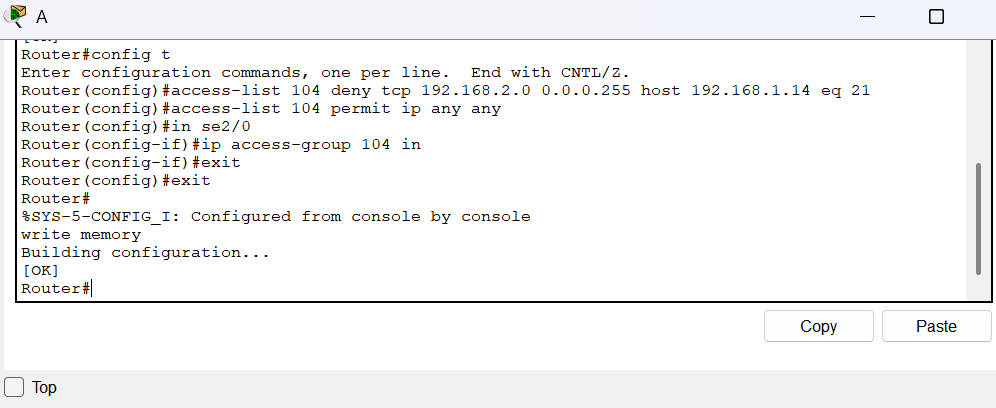 A
[OK]
Router#config t
Enter configuration commands, one per line.  End with CNTL/Z.
Router(config)#access-list 104 deny tcp 192.168.2.0 0.0.0.255 host 192.168.1.14 eq 21
Router(config)#access-list 104 permit ip any any
Router(config)#in se2/0
Router(config-if)#ip access-group 104 in
Router(config-if)#exit
Router(config)#exit
Router#
%SYS-5-CONFIG_I: Configured from console by console
write memory
Building configuration...
[OK]
Router#
Copy
Paste
Top